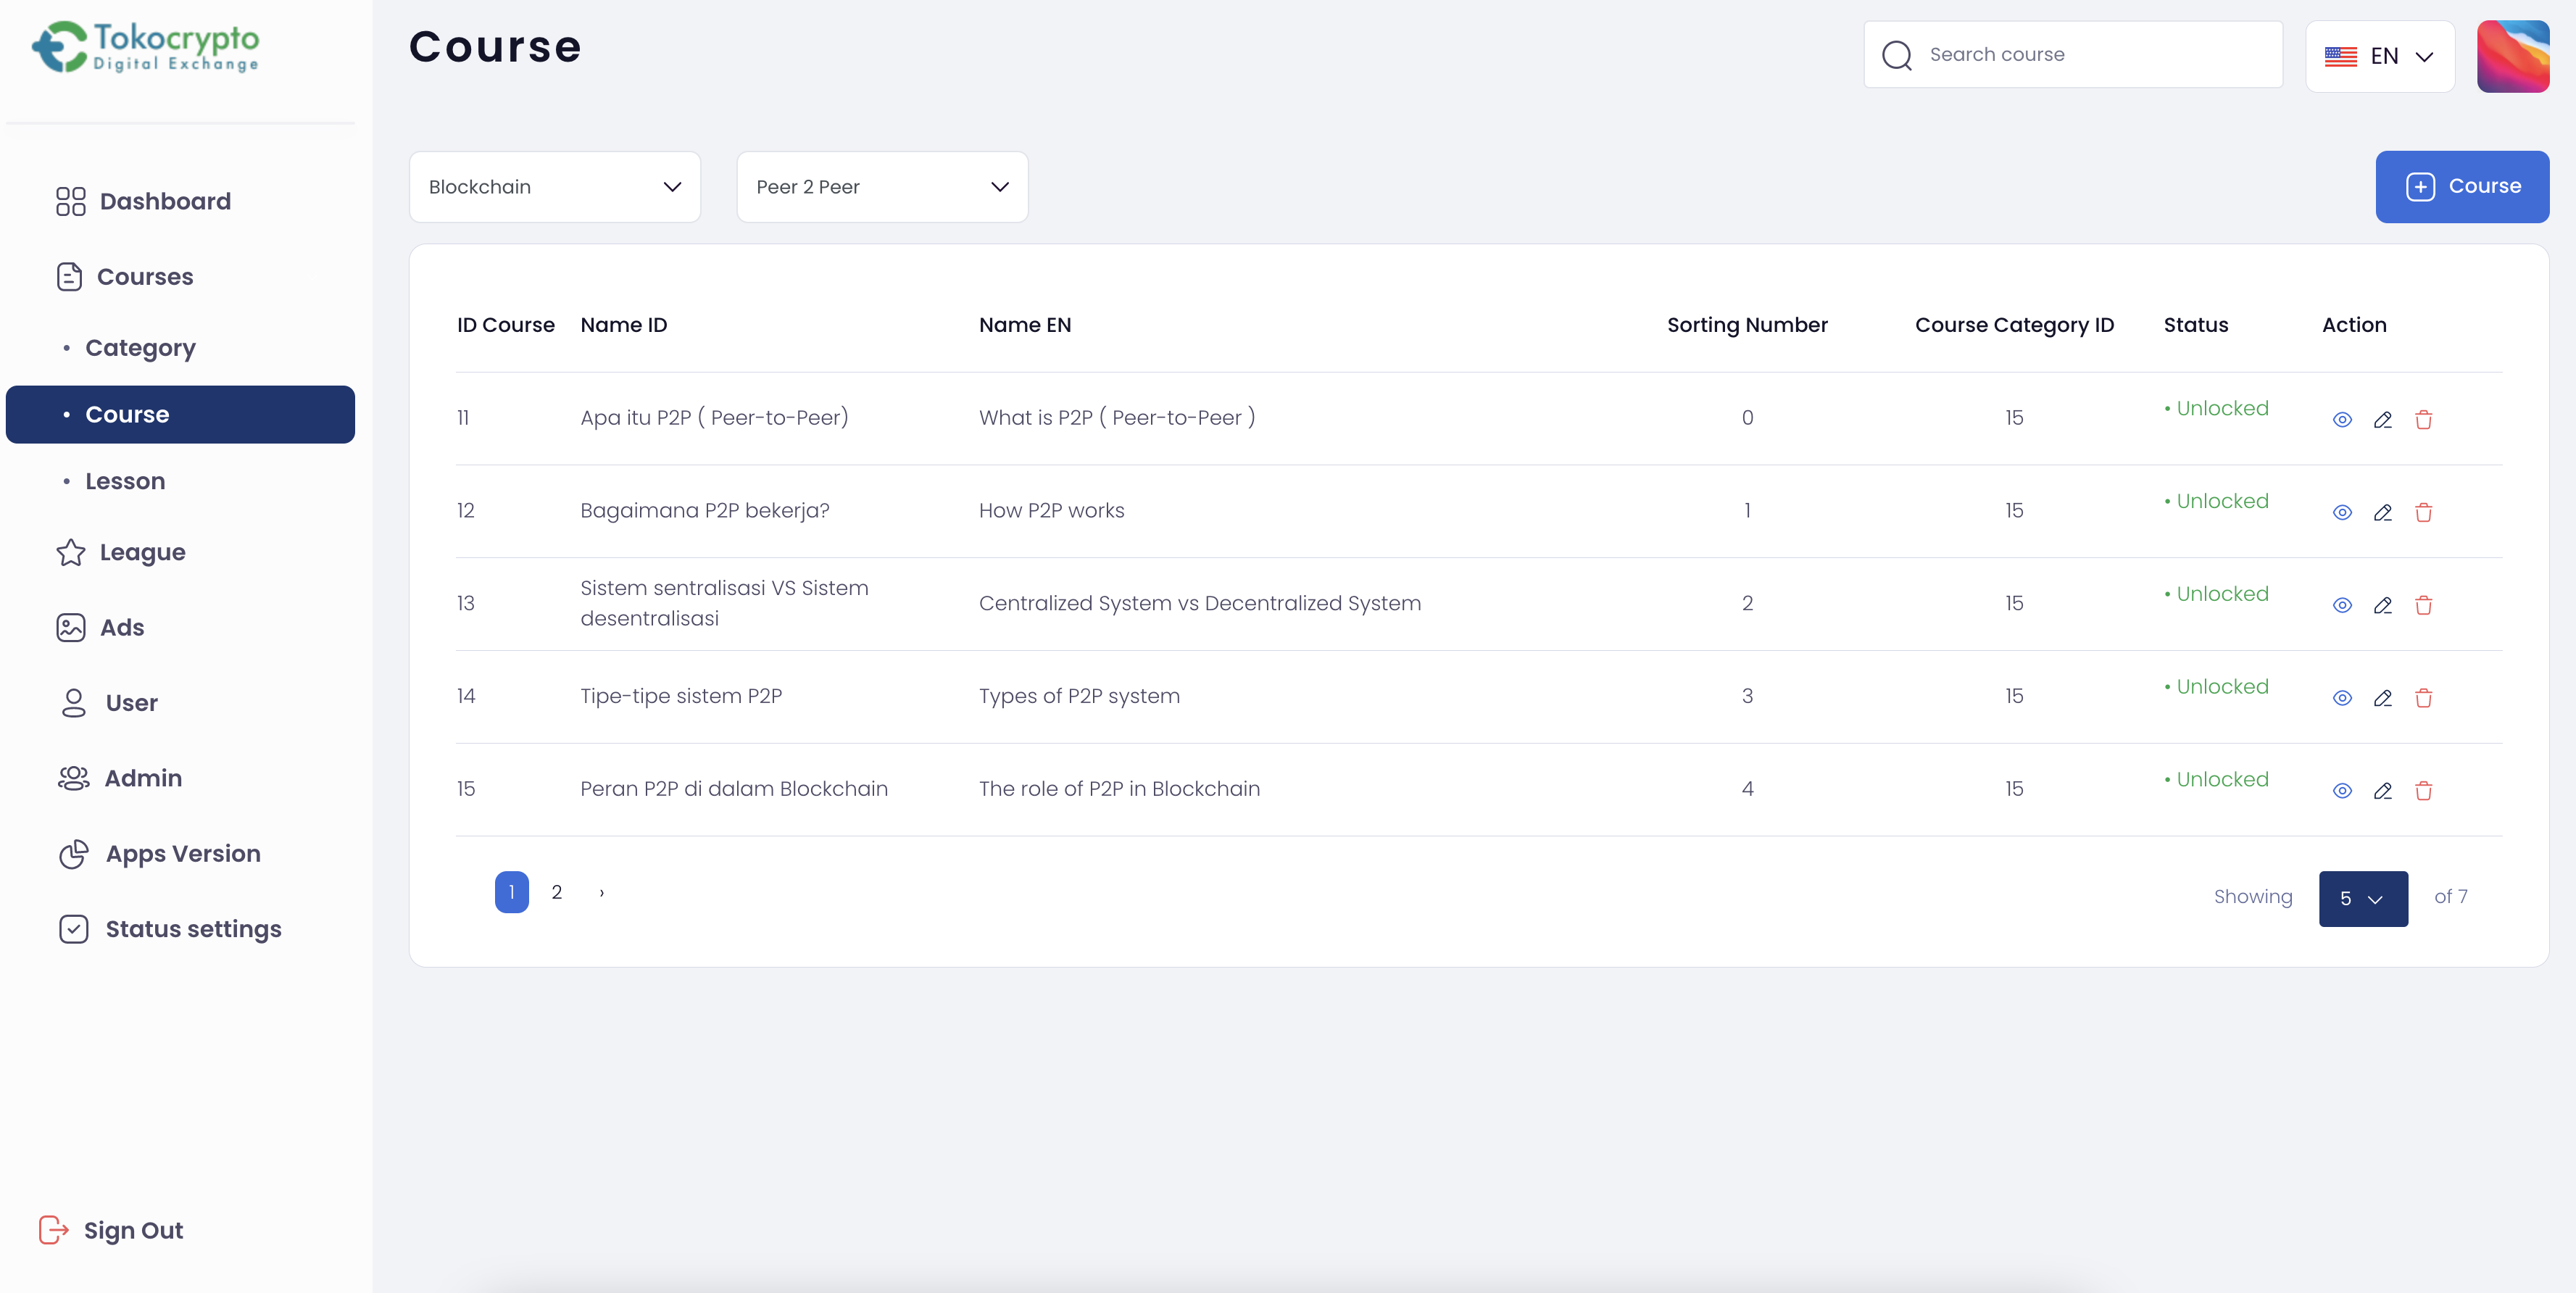 Tokocrypto
Digital Exchange
Course
Search course
EN
Dashboard
Courses
• Category
• Course
• Lesson
League
Ads
User
Admin
Apps Version
Status settings
Sign Out
Blockchain
Peer 2 Peer
Course
ID Course Name ID Name EN Sorting Number Course Category ID Status Action
11 Apa itu P2P ( Peer-to-Peer) What is P2P ( Peer-to-Peer ) 0 15 • Unlocked
12 Bagaimana P2P bekerja? How P2P works 1 15 • Unlocked
13 Sistem sentralisasi VS Sistem
desentralisasi Centralized System vs Decentralized System 2 15 • Unlocked
14 Tipe-tipe sistem P2P Types of P2P system 3 15 • Unlocked
15 Peran P2P di dalam Blockchain The role of P2P in Blockchain 4 15 • Unlocked
1 2 ›
Showing 5 of 7